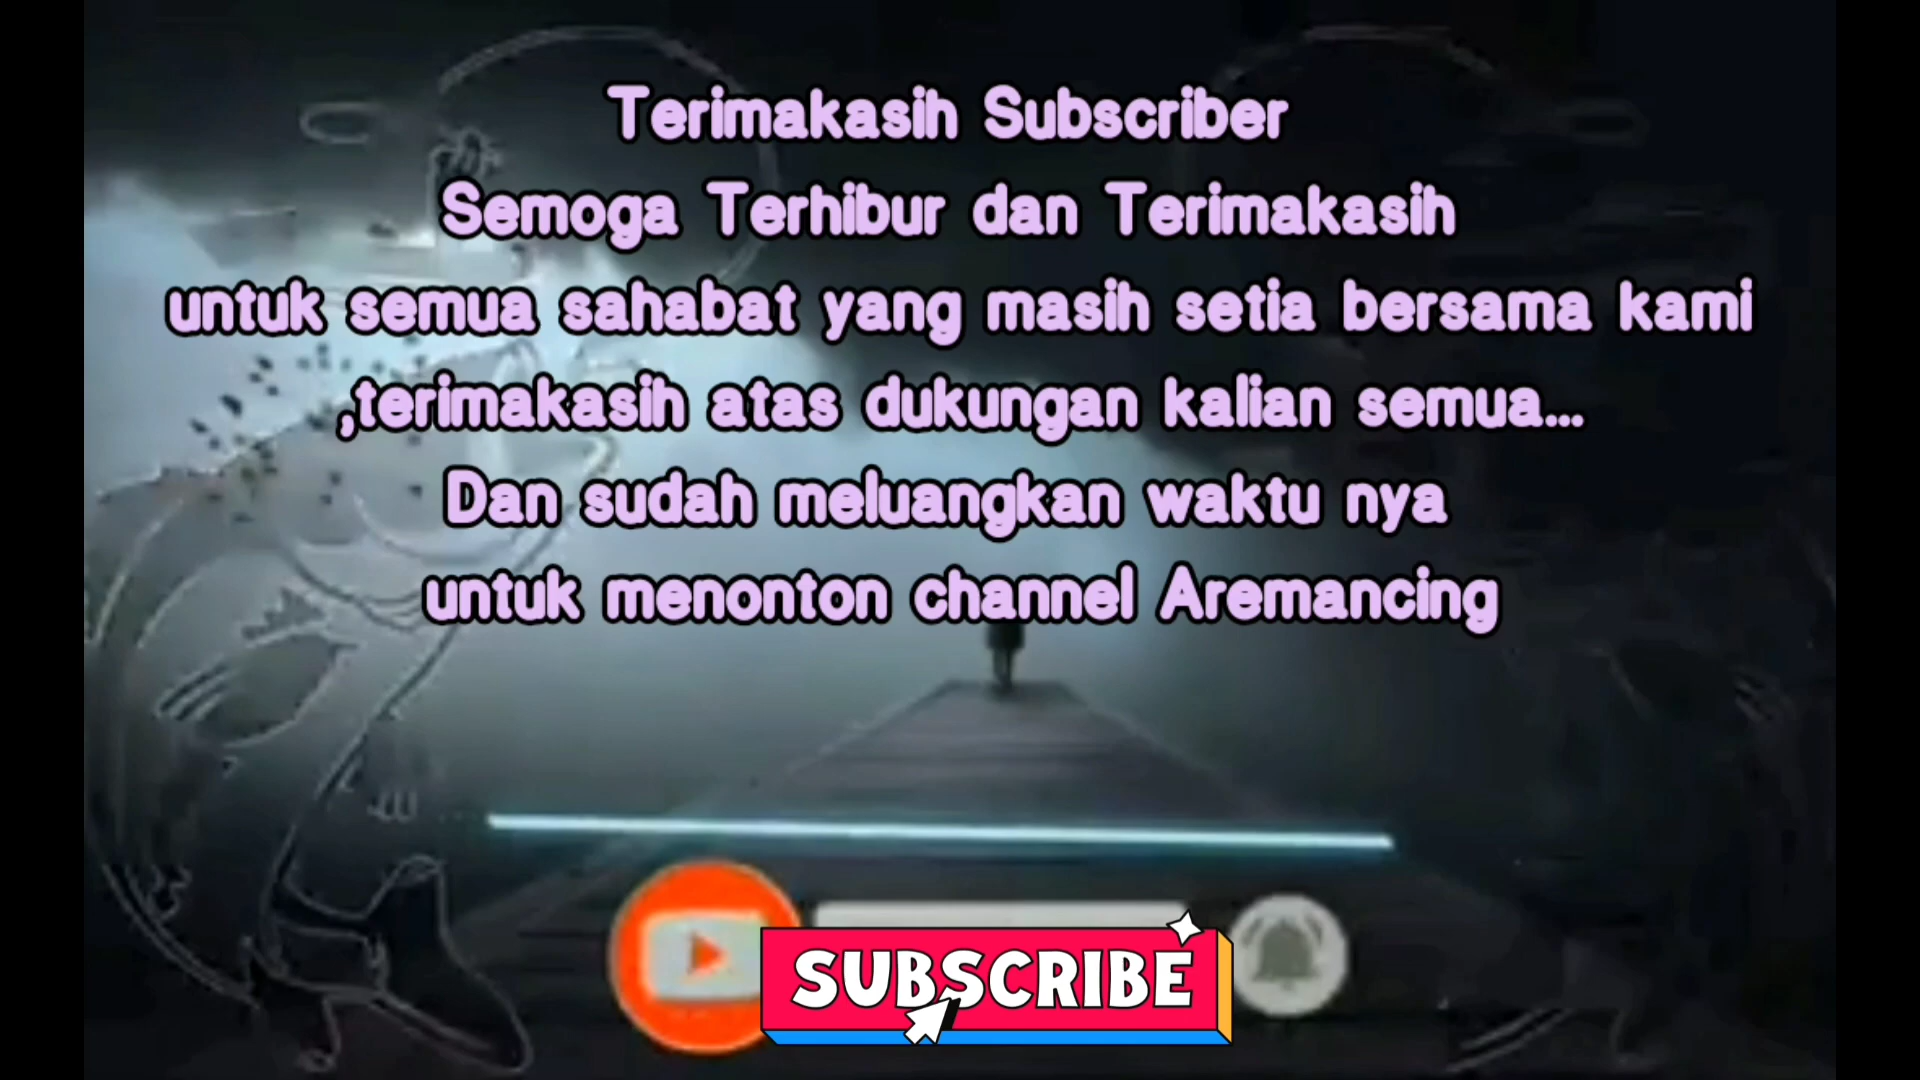 Terimakasih Subscriber
Semoga Terhibur dan Terimakasih
untuk semua sahabat yang masih setia bersama kami
,terimakasih atas dukungan kalian semua...
Dan sudah meluangkan waktu nya
untuk menonton channel Aremancing
SUBSCRIBE